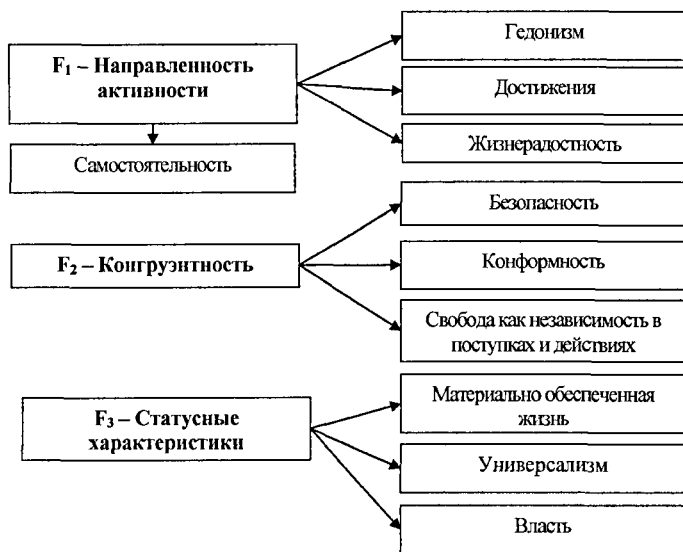 F₁ – Направленность
активности
Самостоятельность
Гедонизм
Достижения
Жизнерадостность
F₂ – Конгруэнтность
Безопасность
Конформность
Свобода как независимость в
поступках и действиях
F₃ – Статусные
характеристики
Материально обеспеченная
жизнь
Универсализм
Власть